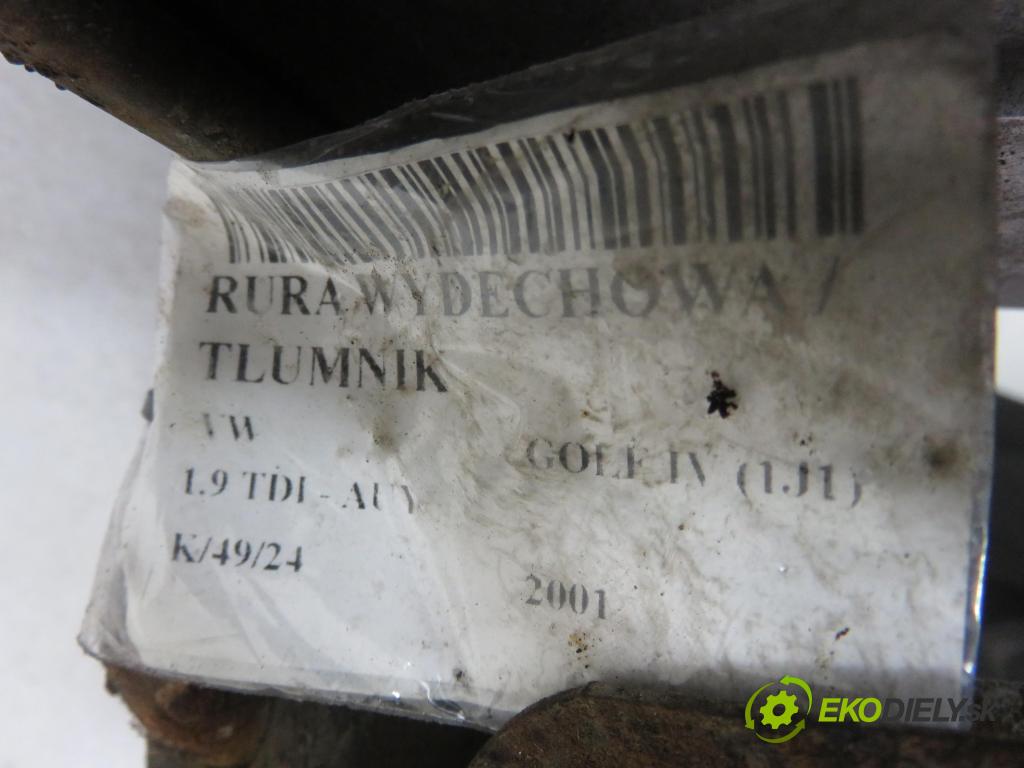 RURA WYDECHOWA /
TLUMNIK
VW GOLF IV (1J1)
1.9 TDI - AUY
K/49/24 2001
EKODIELY.SK